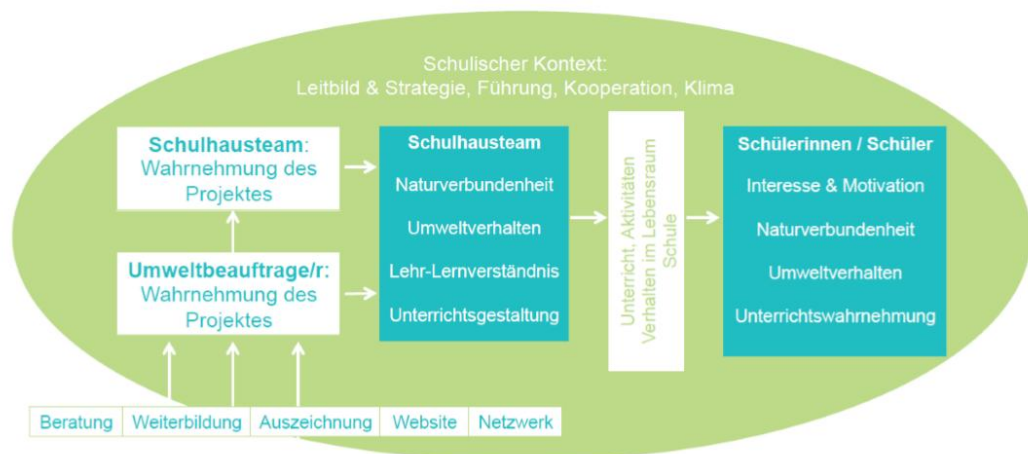 Schulischer Kontext:
Leitbild & Strategie, Führung, Kooperation, Klima
Schulhausteam:
Wahrnehmung des
Projektes
Umweltbeauftrage/r:
Wahrnehmung des
Projektes
Schulhausteam
Naturverbundenheit
Umweltverhalten
Lehr-Lernverständnis
Unterrichtsgestaltung
Unterricht, Aktivitäten
Verhalten im Lebensraum
Schule
Schülerinnen / Schüler
Interesse & Motivation
Naturverbundenheit
Umweltverhalten
Unterrichtswahrnehmung
Beratung
Weiterbildung
Auszeichnung
Website
Netzwerk